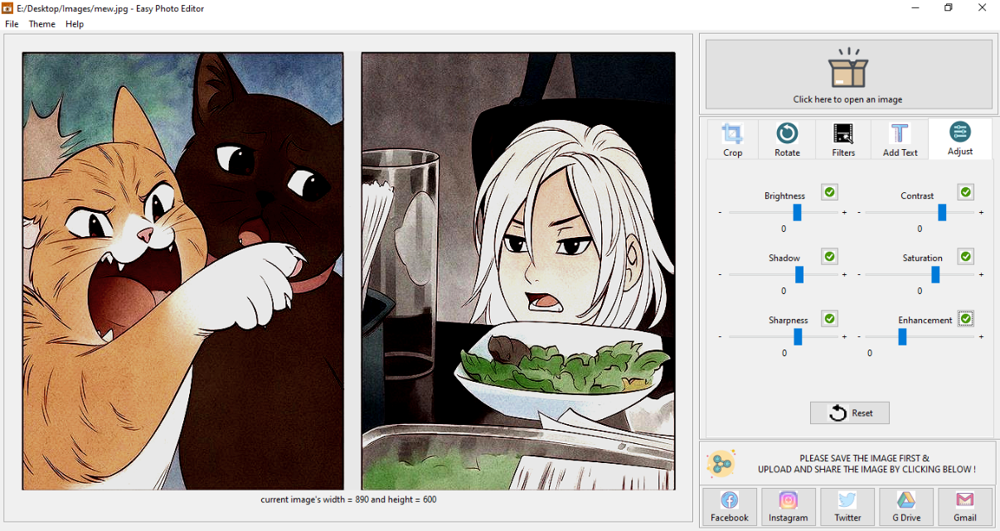 E:/Desktop/Images/mew.jpg - Easy Photo Editor
File Theme Help
Click here to open an image
Crop Rotate Filters Add Text Adjust
Brightness Contrast
- + - +
0 0
Shadow Saturation
- + - +
0 0
Sharpness Enhancement
- + - +
0 0
Reset
PLEASE SAVE THE IMAGE FIRST &
UPLOAD AND SHARE THE IMAGE BY CLICKING BELOW !
current image's width = 890 and height = 600
Facebook Instagram Twitter G Drive Gmail